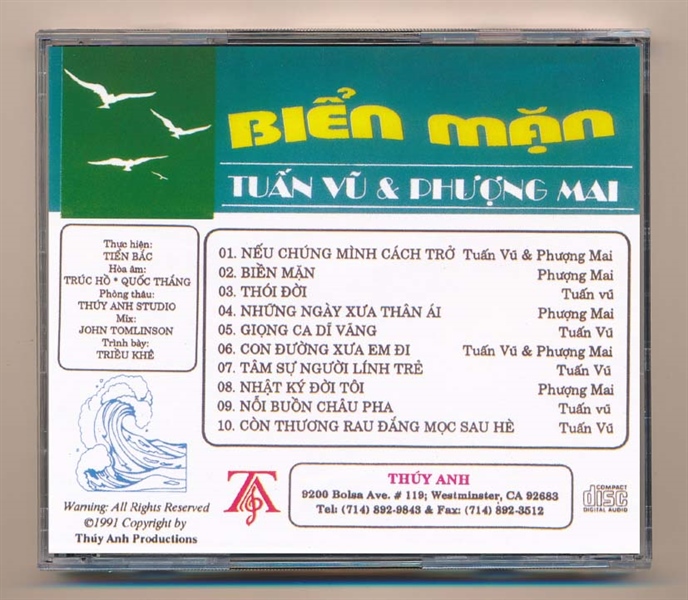 BIỂN MẶN
TUẤN VŨ & PHƯỢNG MAI
Thực hiện:
TIẾN BẮC
Hòa âm:
TRÚC HỒ * QUỐC THẮNG
Phòng thâu:
THÚY ANH STUDIO
Mix:
JOHN TOMLINSON
Trình bày:
TRIỀU KHÊ
01. NẾU CHÚNG MÌNH CÁCH TRỞ Tuấn Vũ & Phượng Mai
02. BIỀN MẶN Phượng Mai
03. THÓI ĐỜI Tuấn vũ
04. NHỮNG NGÀY XƯA THÂN ÁI Phượng Mai
05. GIỌNG CA DĨ VÃNG Tuấn Vũ
06. CON ĐƯỜNG XƯA EM ĐI Tuấn Vũ & Phượng Mai
07. TÂM SỰ NGƯỜI LÍNH TRẺ Tuấn Vũ
08. NHẬT KÝ ĐỜI TÔI Phượng Mai
09. NỖI BUỒN CHÂU PHA Tuấn vũ
10. CÒN THƯƠNG RAU ĐẮNG MỌC SAU HÈ Tuấn Vũ
Warning: All Rights Reserved
©1991 Copyright by
Thúy Anh Productions
TA
THÚY ANH
9200 Bolsa Ave. # 119; Westminster, CA 92683
Tel: (714) 892-9843 & Fax: (714) 892-3512
COMPACT
disc
DIGITAL AUDIO